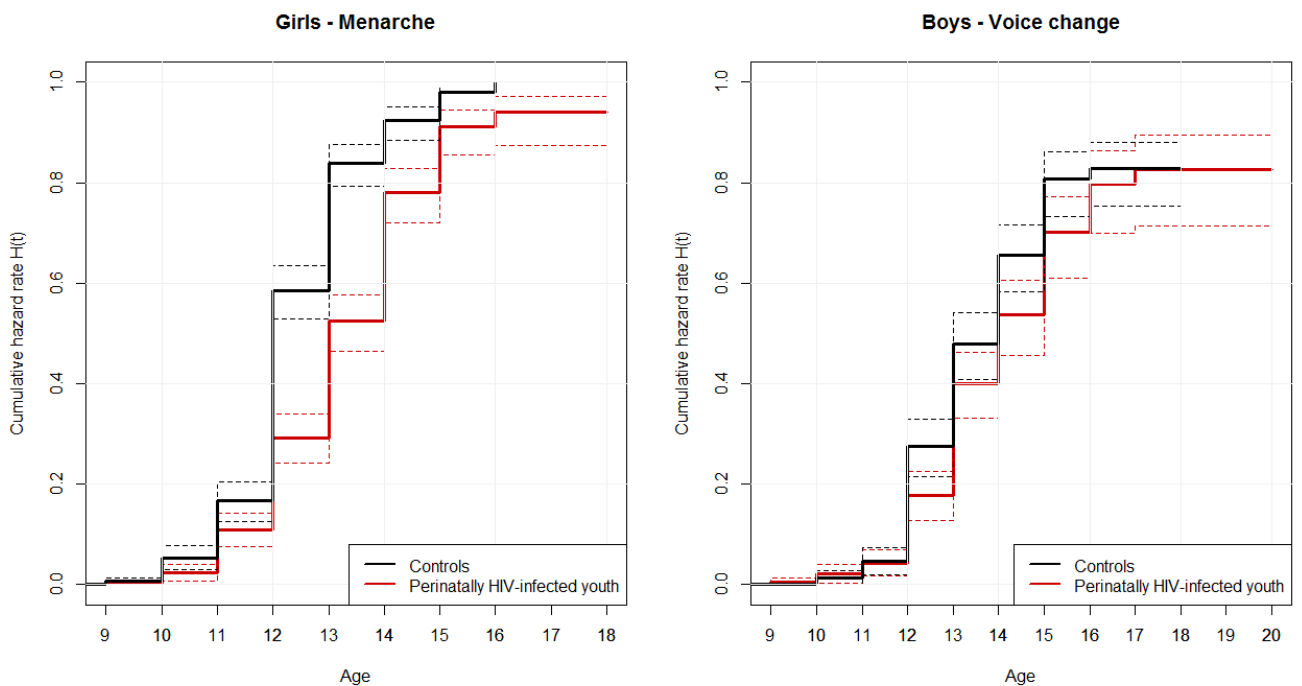 Girls - Menarche
Cumulative hazard rate H(t)
1.0
0.8
0.6
0.4
0.2
0.0
Controls
Perinatally HIV-infected youth
9 10 11 12 13 14 15 16 17 18
Age
Boys - Voice change
Cumulative hazard rate H(t)
1.0
0.8
0.6
0.4
0.2
0.0
Controls
Perinatally HIV-infected youth
9 10 11 12 13 14 15 16 17 18 19 20
Age